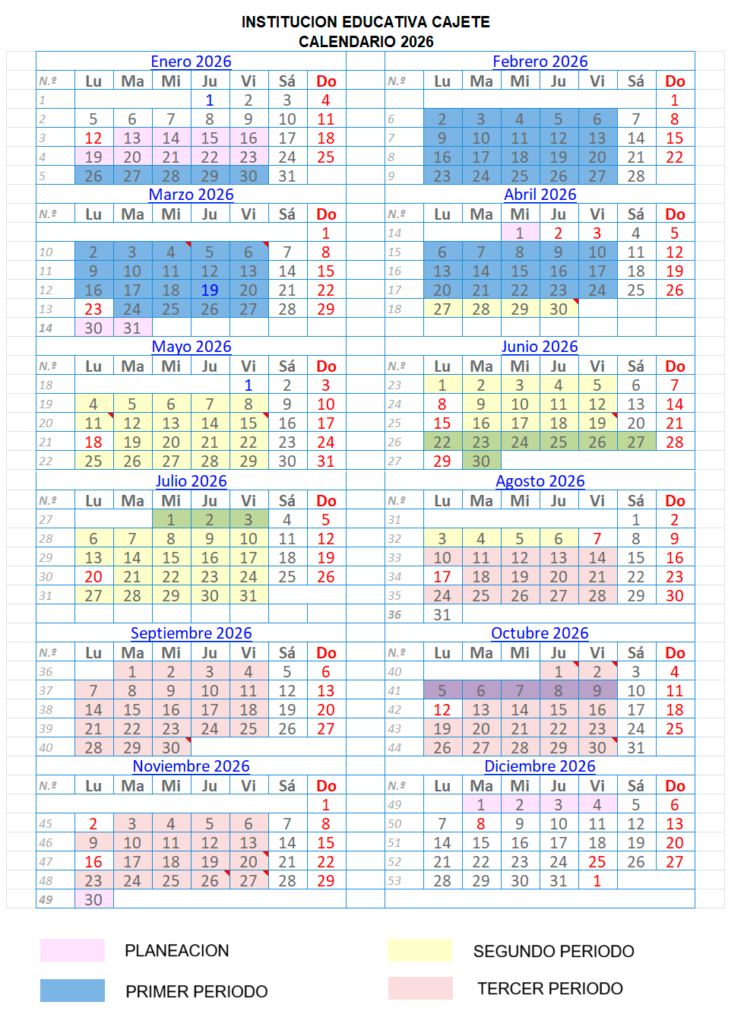 INSTITUCION EDUCATIVA CAJETE
CALENDARIO 2026
Enero 2026
N.º Lu Ma Mi Ju Vi Sá Do
1 1 2 3 4
2 5 6 7 8 9 10 11
3 12 13 14 15 16 17 18
4 19 20 21 22 23 24 25
5 26 27 28 29 30 31
Febrero 2026
N.º Lu Ma Mi Ju Vi Sá Do
1
6 2 3 4 5 6 7 8
7 9 10 11 12 13 14 15
8 16 17 18 19 20 21 22
9 23 24 25 26 27 28
Marzo 2026
N.º Lu Ma Mi Ju Vi Sá Do
1
10 2 3 4 5 6 7 8
11 9 10 11 12 13 14 15
12 16 17 18 19 20 21 22
13 23 24 25 26 27 28 29
14 30 31
Abril 2026
N.º Lu Ma Mi Ju Vi Sá Do
14 1 2 3 4 5
15 6 7 8 9 10 11 12
16 13 14 15 16 17 18 19
17 20 21 22 23 24 25 26
18 27 28 29 30
Mayo 2026
N.º Lu Ma Mi Ju Vi Sá Do
18 1 2 3
19 4 5 6 7 8 9 10
20 11 12 13 14 15 16 17
21 18 19 20 21 22 23 24
22 25 26 27 28 29 30 31
Junio 2026
N.º Lu Ma Mi Ju Vi Sá Do
23 1 2 3 4 5 6 7
24 8 9 10 11 12 13 14
25 15 16 17 18 19 20 21
26 22 23 24 25 26 27 28
27 29 30
Julio 2026
N.º Lu Ma Mi Ju Vi Sá Do
27 1 2 3 4 5
28 6 7 8 9 10 11 12
29 13 14 15 16 17 18 19
30 20 21 22 23 24 25 26
31 27 28 29 30 31
Agosto 2026
N.º Lu Ma Mi Ju Vi Sá Do
31 1 2
32 3 4 5 6 7 8 9
33 10 11 12 13 14 15 16
34 17 18 19 20 21 22 23
35 24 25 26 27 28 29 30
36 31
Septiembre 2026
N.º Lu Ma Mi Ju Vi Sá Do
36 1 2 3 4 5 6
37 7 8 9 10 11 12 13
38 14 15 16 17 18 19 20
39 21 22 23 24 25 26 27
40 28 29 30
Octubre 2026
N.º Lu Ma Mi Ju Vi Sá Do
40 1 2 3 4
41 5 6 7 8 9 10 11
42 12 13 14 15 16 17 18
43 19 20 21 22 23 24 25
44 26 27 28 29 30 31
Noviembre 2026
N.º Lu Ma Mi Ju Vi Sá Do
1
45 2 3 4 5 6 7 8
46 9 10 11 12 13 14 15
47 16 17 18 19 20 21 22
48 23 24 25 26 27 28 29
49 30
Diciembre 2026
N.º Lu Ma Mi Ju Vi Sá Do
49 1 2 3 4 5 6
50 7 8 9 10 11 12 13
51 14 15 16 17 18 19 20
52 21 22 23 24 25 26 27
53 28 29 30 31 1
PLANEACION
SEGUNDO PERIODO
PRIMER PERIODO
TERCER PERIODO